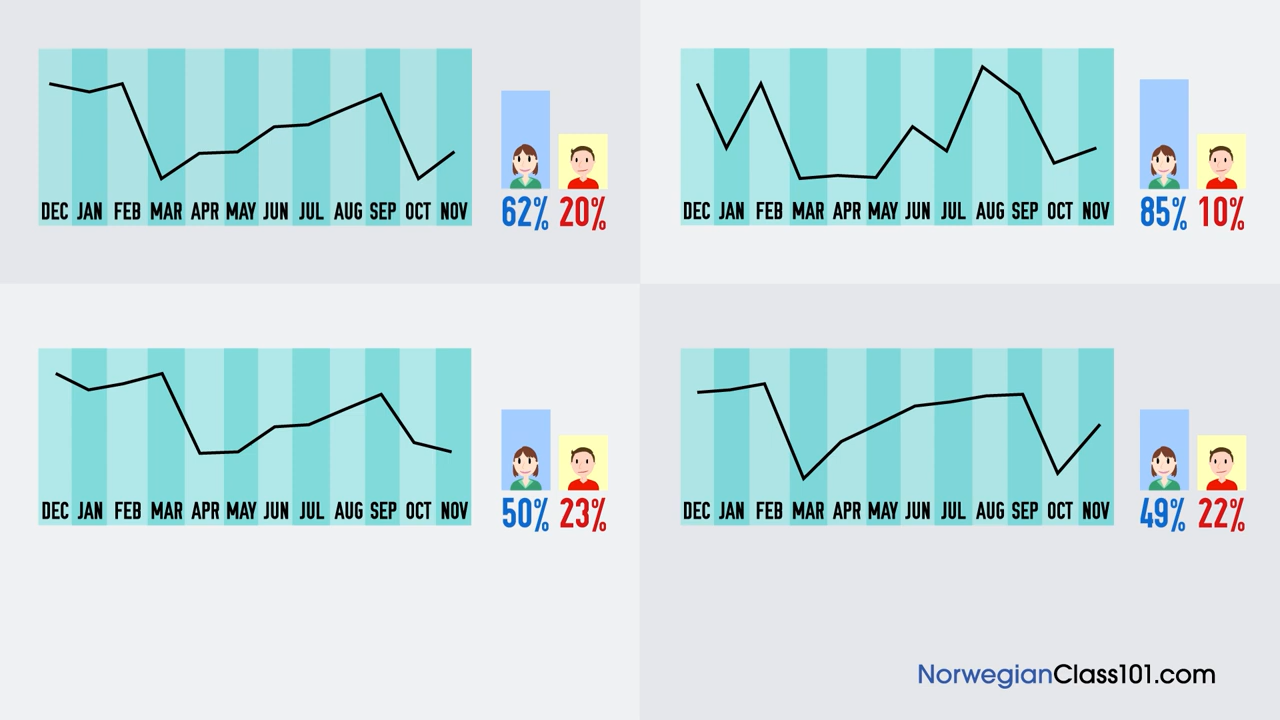 DEC JAN FEB MAR APR MAY JUN JUL AUG SEP OCT NOV
62% 20%
DEC JAN FEB MAR APR MAY JUN JUL AUG SEP OCT NOV
85% 10%
DEC JAN FEB MAR APR MAY JUN JUL AUG SEP OCT NOV
50% 23%
DEC JAN FEB MAR APR MAY JUN JUL AUG SEP OCT NOV
49% 22%
NorwegianClass101.com